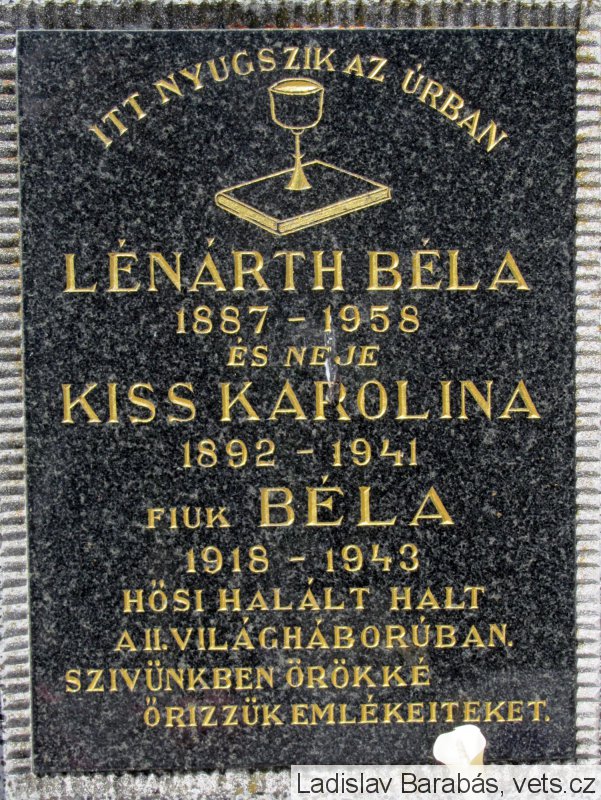 ITT NYUGSZIK AZ ÚRBAN
LÉNÁRTH BÉLA
1887 - 1958
ÉS NEJE
KISS KAROLINA
1892 - 1941
FIUK BÉLA
1918 - 1943
HŐSI HALÁLT HALT
A II. VILÁGHÁBORÚBAN.
SZIVÜNKBEN ÖRÖKKÉ
ŐRIZZÜK EMLÉKEITEKET.
Ladislav Barabás, vets.cz